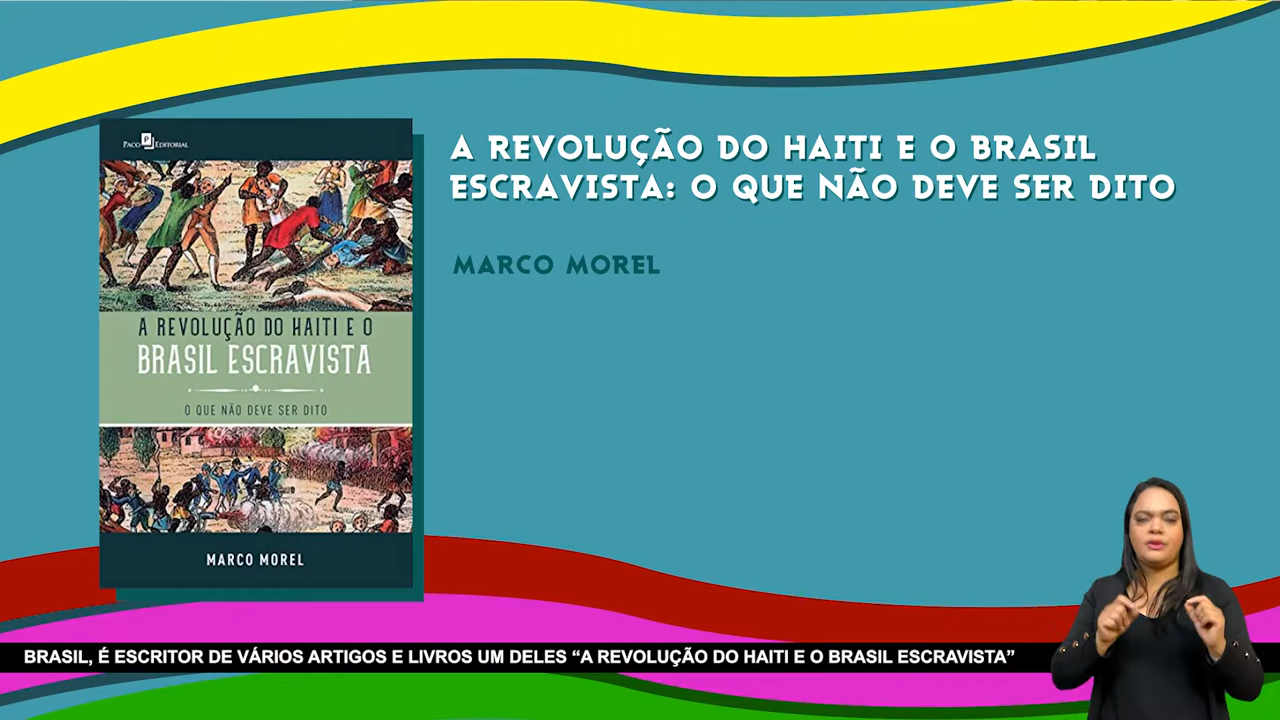 PACO EDITORIAL
A REVOLUÇÃO DO HAITI E O
BRASIL ESCRAVISTA
O QUE NÃO DEVE SER DITO
MARCO MOREL
A REVOLUÇÃO DO HAITI E O BRASIL
ESCRAVISTA: O QUE NÃO DEVE SER DITO
MARCO MOREL
BRASIL, É ESCRITOR DE VÁRIOS ARTIGOS E LIVROS UM DELES “A REVOLUÇÃO DO HAITI E O BRASIL ESCRAVISTA”